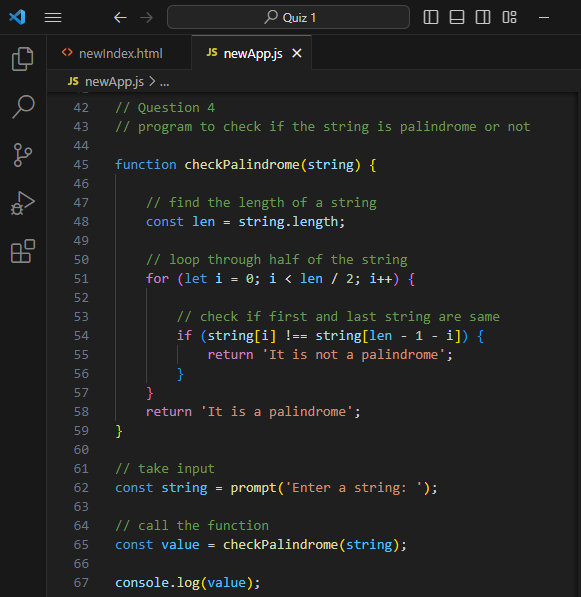 Quiz 1
<> newIndex.html
JS newApp.js
JS newApp.js > ...
42 // Question 4
43 // program to check if the string is palindrome or not
44
45 function checkPalindrome(string) {
46
47     // find the length of a string
48     const len = string.length;
49
50     // loop through half of the string
51     for (let i = 0; i < len / 2; i++) {
52
53         // check if first and last string are same
54         if (string[i] !== string[len - 1 - i]) {
55             return 'It is not a palindrome';
56         }
57     }
58     return 'It is a palindrome';
59 }
60
61 // take input
62 const string = prompt('Enter a string: ');
63
64 // call the function
65 const value = checkPalindrome(string);
66
67 console.log(value);